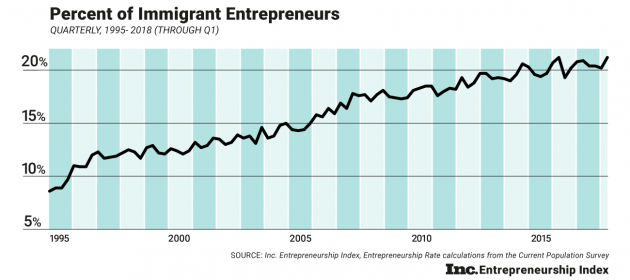 Percent of Immigrant Entrepreneurs
QUARTERLY, 1995- 2018 (THROUGH Q1)
20%
15%
10%
5%
1995 2000 2005 2010 2015
SOURCE: Inc. Entrepreneurship Index, Entrepreneurship Rate calculations from the Current Population Survey
Inc. Entrepreneurship Index